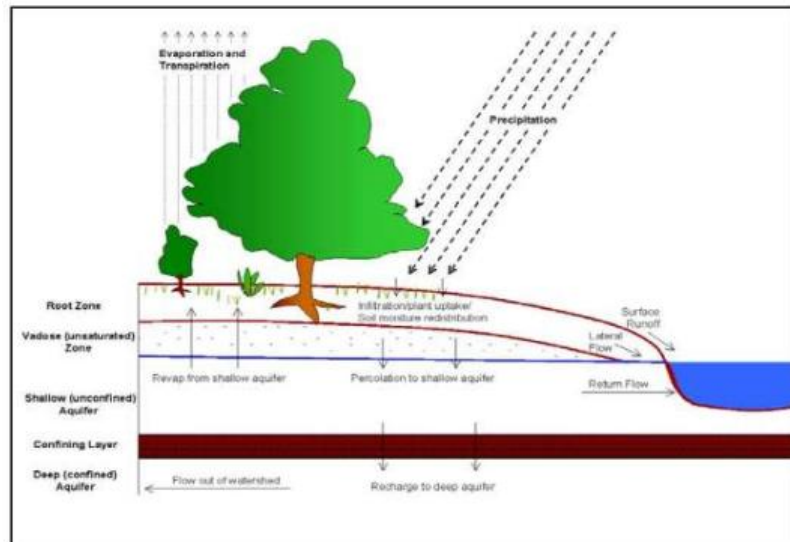 Evaporation and
Transpiration
Precipitation
Root Zone
Infiltration/plant uptake/
Soil moisture redistribution
Surface
Runoff
Vadose (unsaturated)
Zone
Lateral
Flow
Revap from shallow aquifer
Percolation to shallow aquifer
Return Flow
Shallow (unconfined)
Aquifer
Confining Layer
Deep (confined)
Aquifer
Flow out of watershed
Recharge to deep aquifer